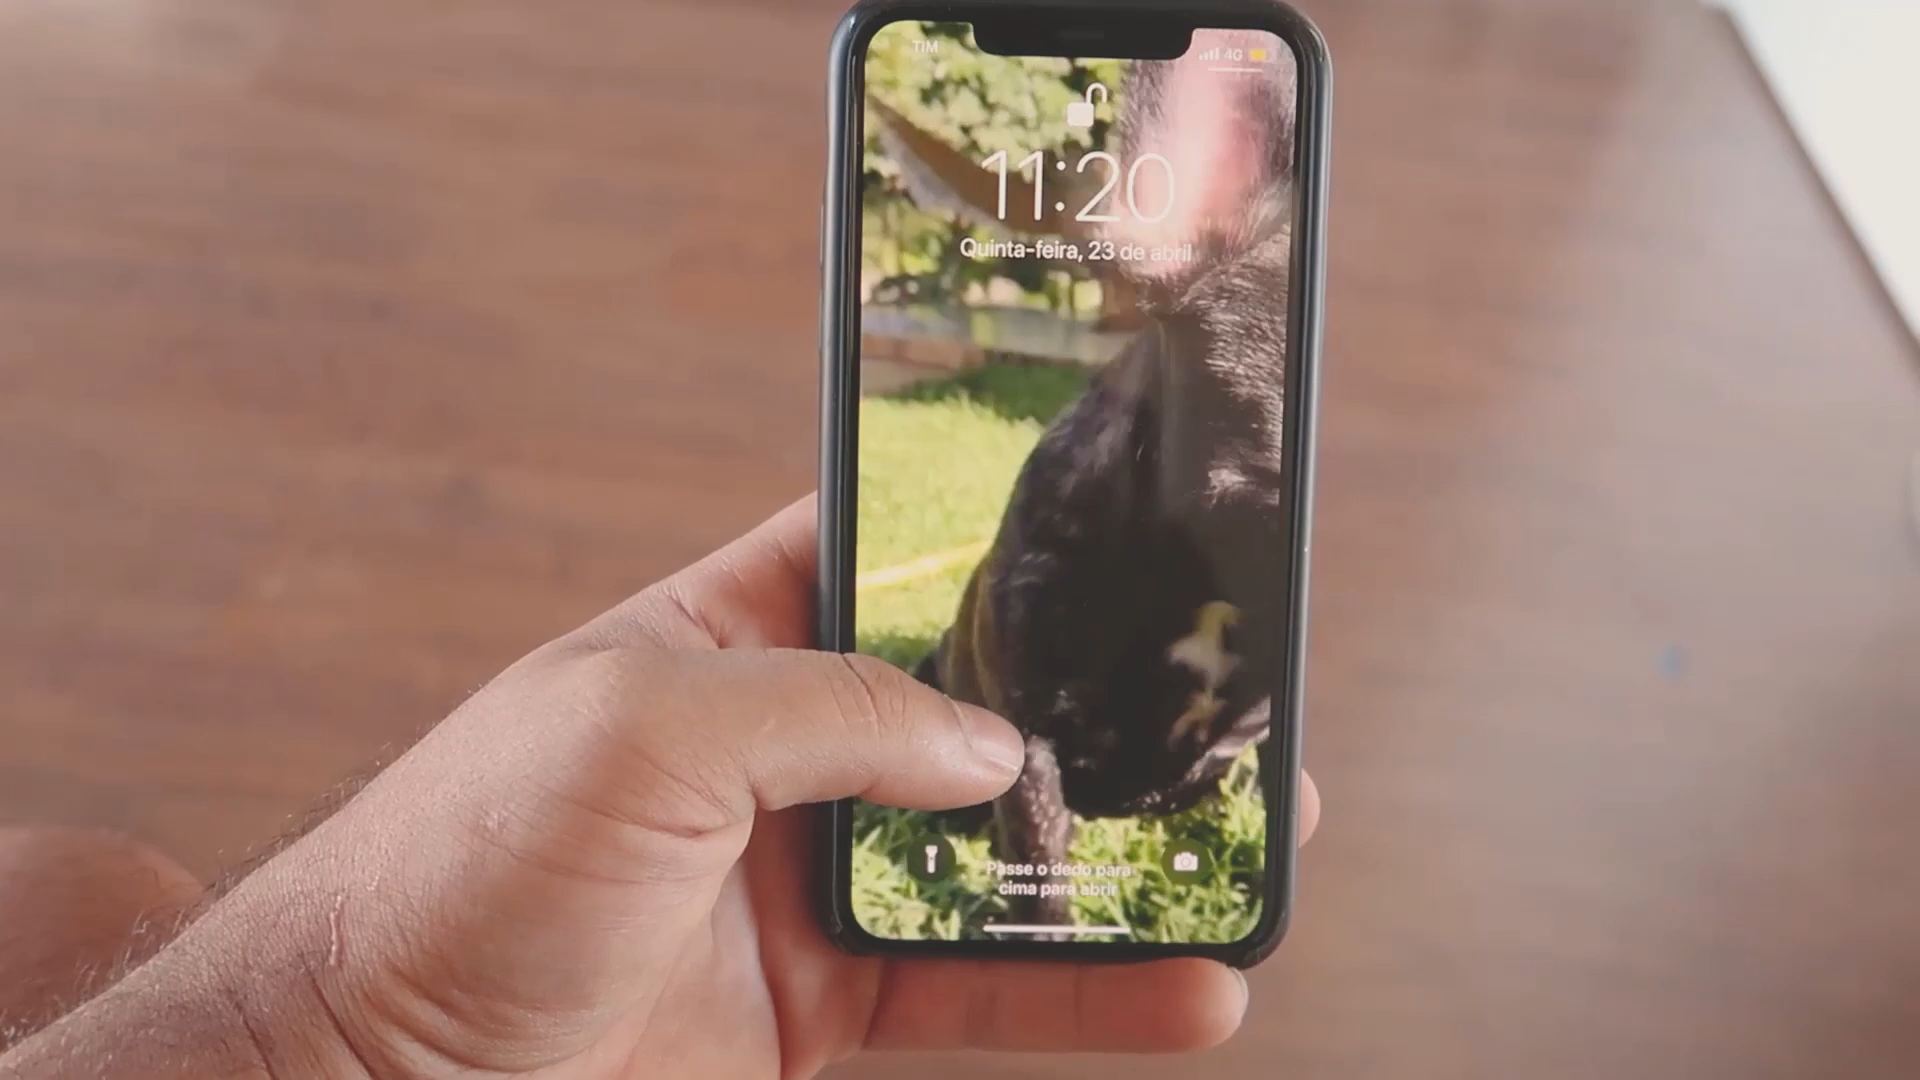 TIM
4G
11:20
Quinta-feira, 23 de abril
Passe o dedo para
cima para abrir